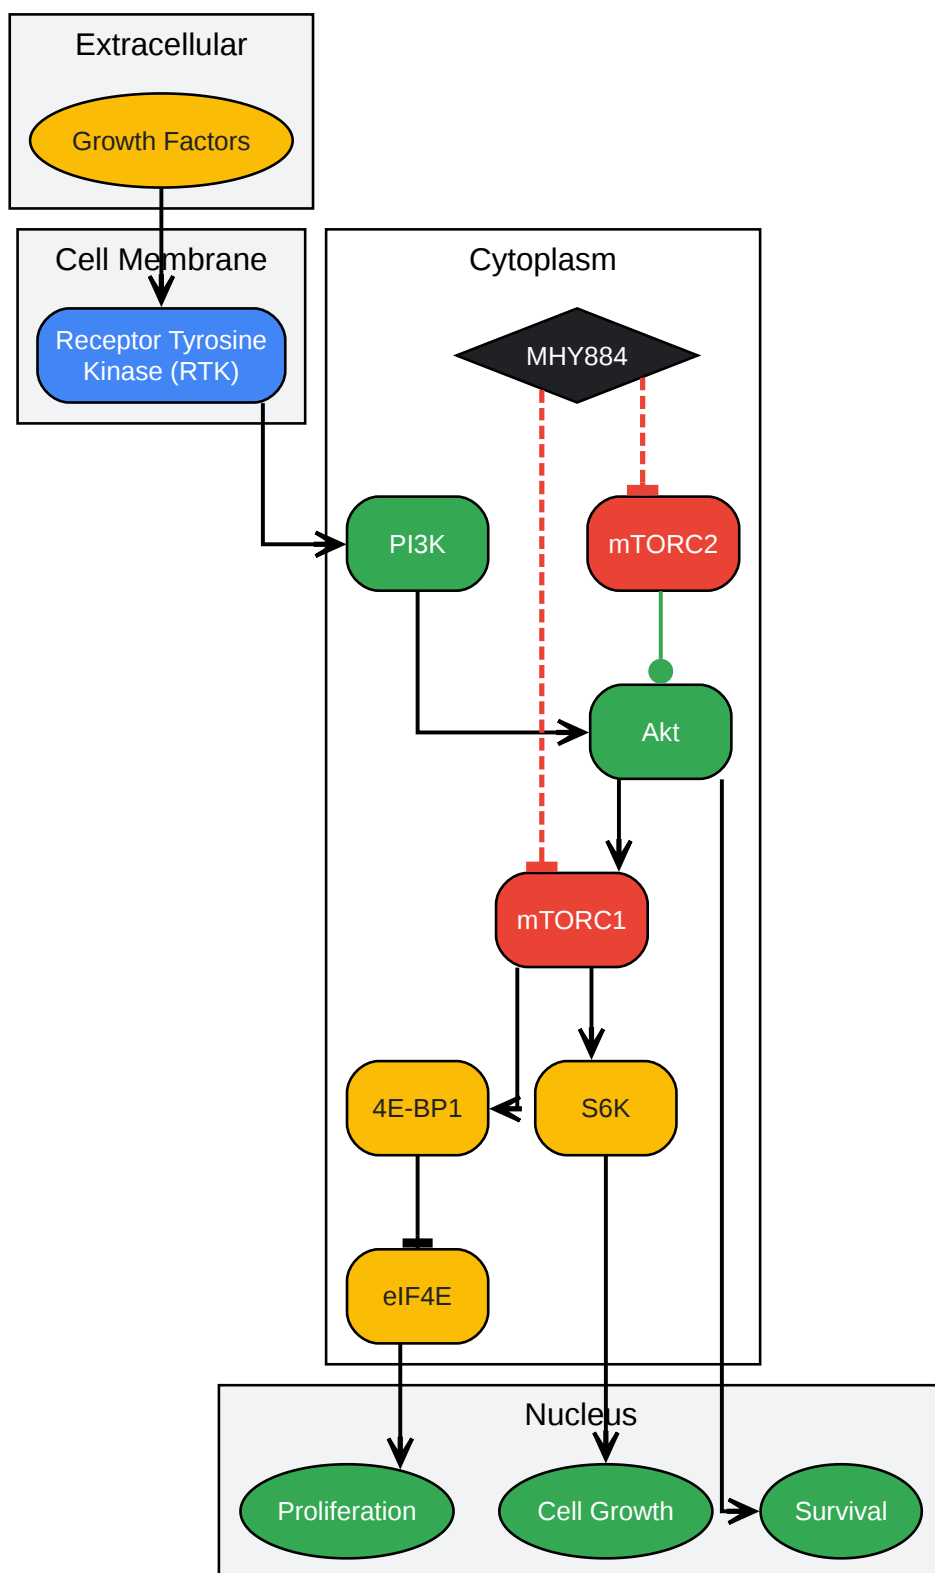 Extracellular
Growth Factors
Cell Membrane
Receptor Tyrosine
Kinase (RTK)
Cytoplasm
MHY884
PI3K
mTORC2
Akt
mTORC1
4E-BP1
S6K
eIF4E
Nucleus
Proliferation
Cell Growth
Survival